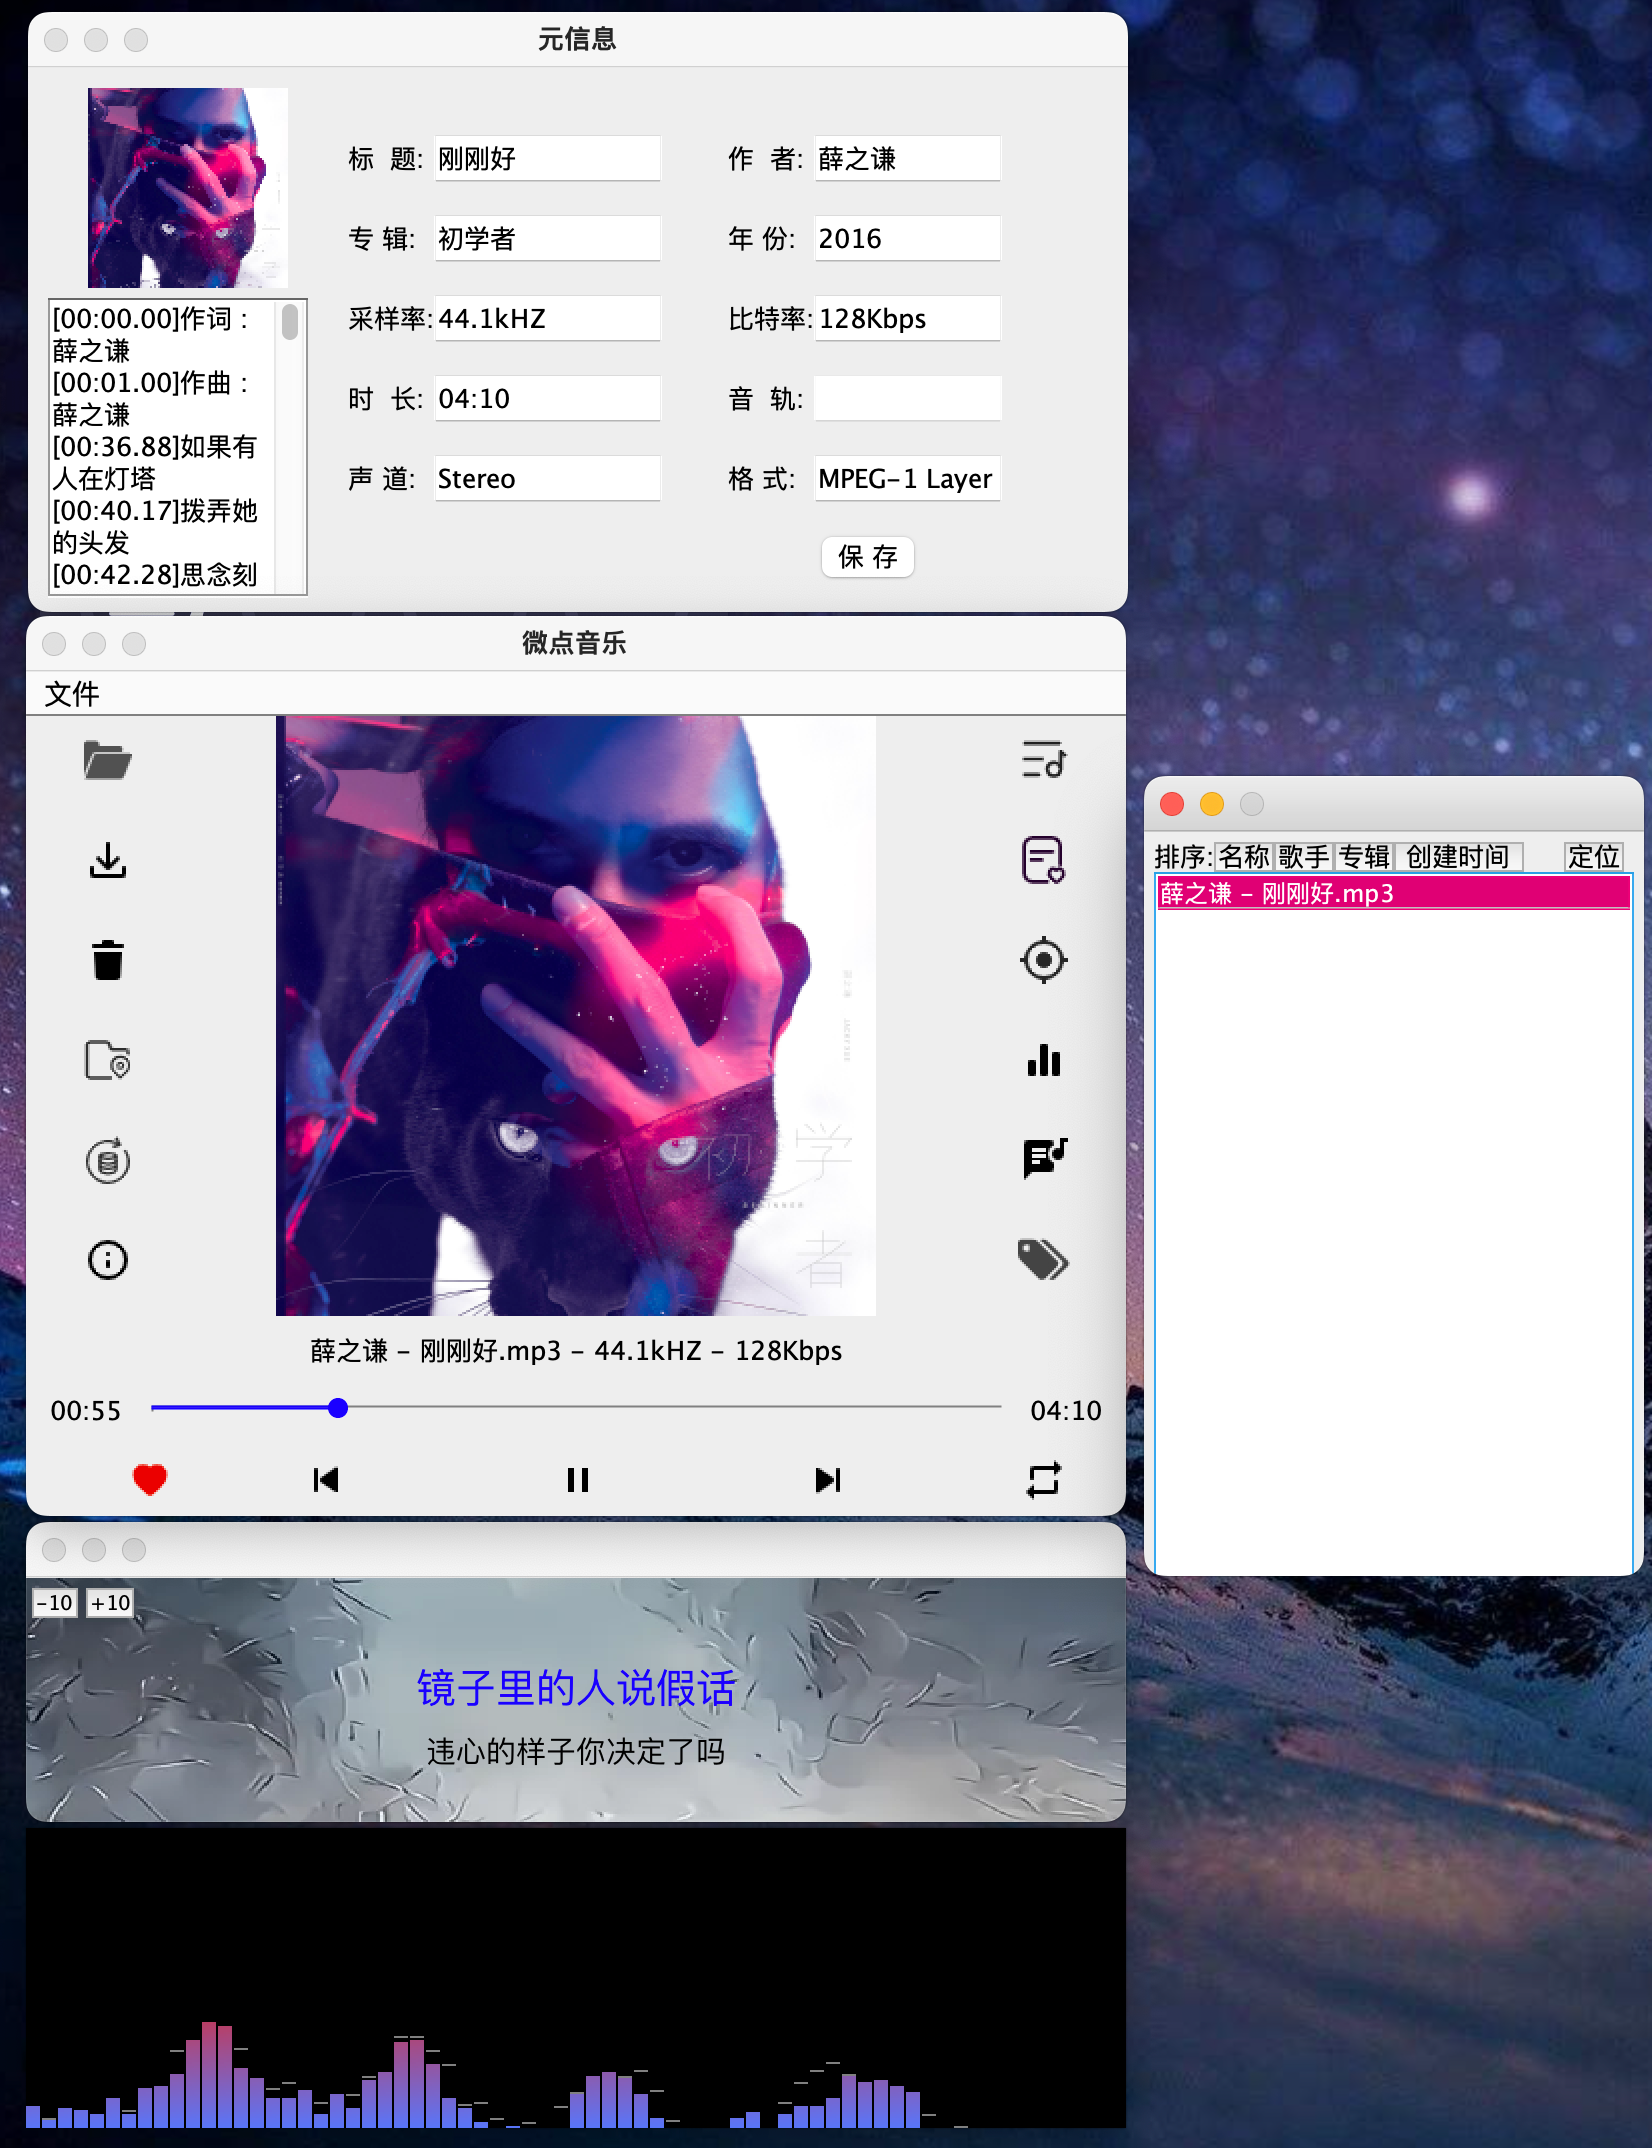 元信息
标 题: 刚刚好
作 者: 薛之谦
专 辑: 初学者
年 份: 2016
采样率: 44.1kHZ
比特率: 128Kbps
时 长: 04:10
音 轨:
声 道: Stereo
格 式: MPEG-1 Layer
保 存
[00:00.00]作词 :
薛之谦
[00:01.00]作曲 :
薛之谦
[00:36.88]如果有
人在灯塔
[00:40.17]拨弄她
的头发
[00:42.28]思念刻
微点音乐
文件
初 学
者
薛之谦 - 刚刚好.mp3 - 44.1kHZ - 128Kbps
00:55
04:10
排序: 名称 歌手 专辑 创建时间 定位
薛之谦 - 刚刚好.mp3
-10 +10
镜子里的人说假话
违心的样子你决定了吗